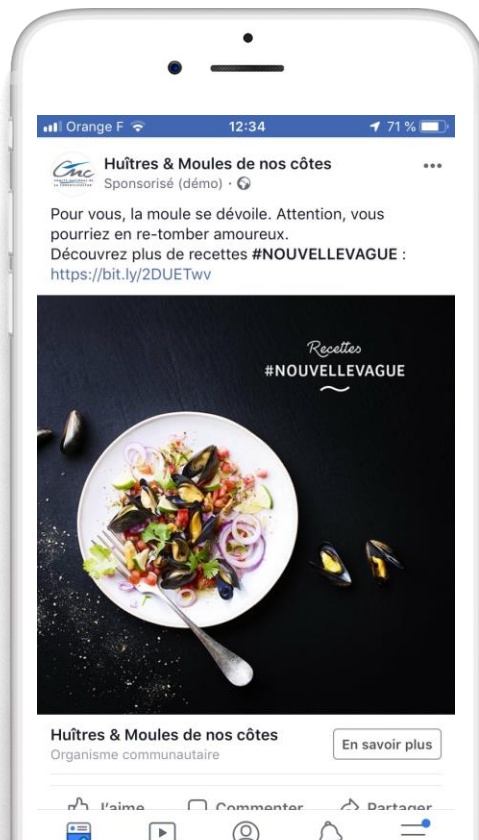 Orange F 12:34 71 %
Huîtres & Moules de nos côtes
Sponsorisé (démo) ·
Pour vous, la moule se dévoile. Attention, vous
pourriez en re-tomber amoureux.
Découvrez plus de recettes #NOUVELLEVAGUE :
https://bit.ly/2DUETwv
Recettes
#NOUVELLEVAGUE
Huîtres & Moules de nos côtes
Organisme communautaire
En savoir plus
J'aime Commenter Partager